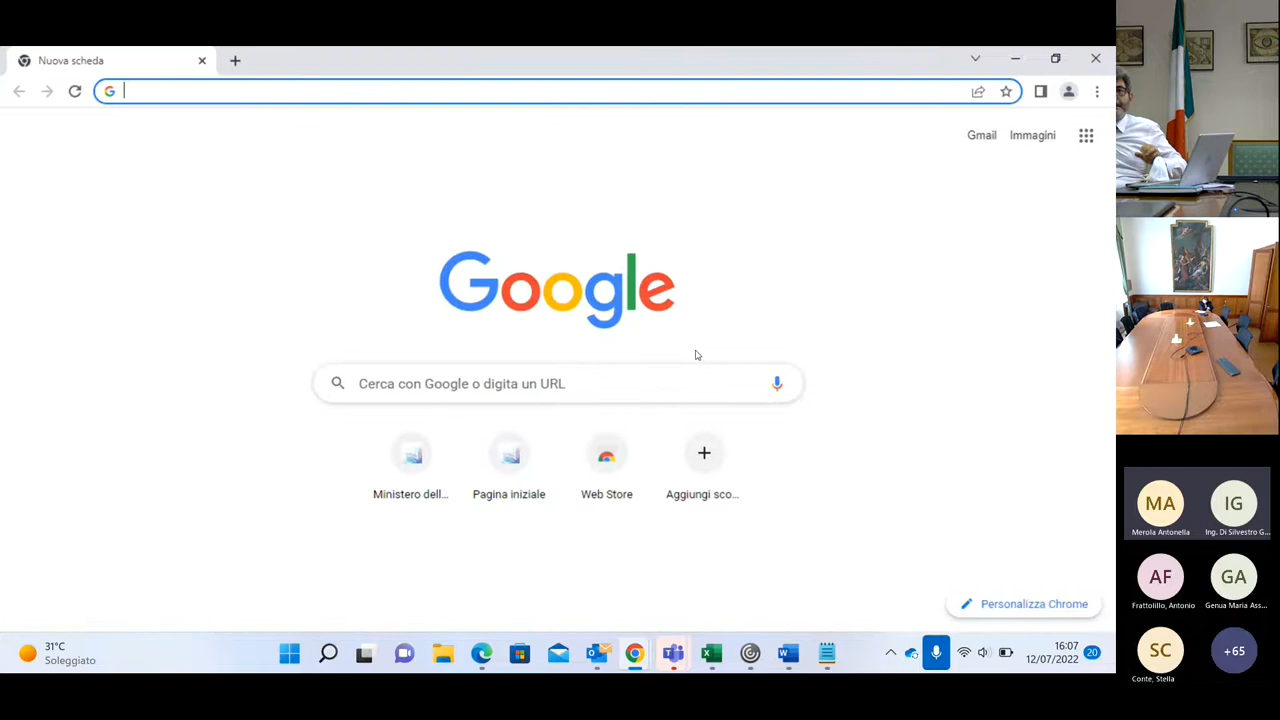 Nuova scheda
Gmail Immagini
Google
Cerca con Google o digita un URL
Ministero dell... Pagina iniziale Web Store Aggiungi sco...
Personalizza Chrome
31°C
Soleggiato
16:07
12/07/2022
20
MA IG
Merola Antonella Ing. Di Silvestro G...
AF GA
Frattolillo, Antonio Genua Maria Ass...
SC +65
Conte, Stella